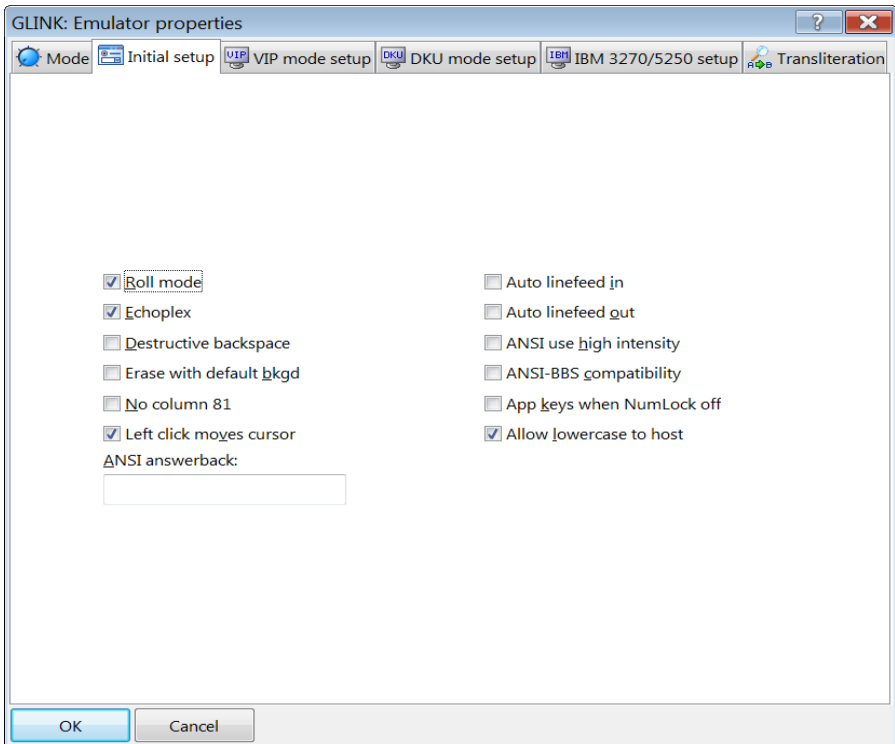 GLINK: Emulator properties
Mode Initial setup VIP VIP mode setup DKU DKU mode setup IBM IBM 3270/5250 setup A B Transliteration
Roll mode
Echoplex
Destructive backspace
Erase with default bkgd
No column 81
Left click moves cursor
ANSI answerback:
Auto linefeed in
Auto linefeed out
ANSI use high intensity
ANSI-BBS compatibility
App keys when NumLock off
Allow lowercase to host
OK Cancel